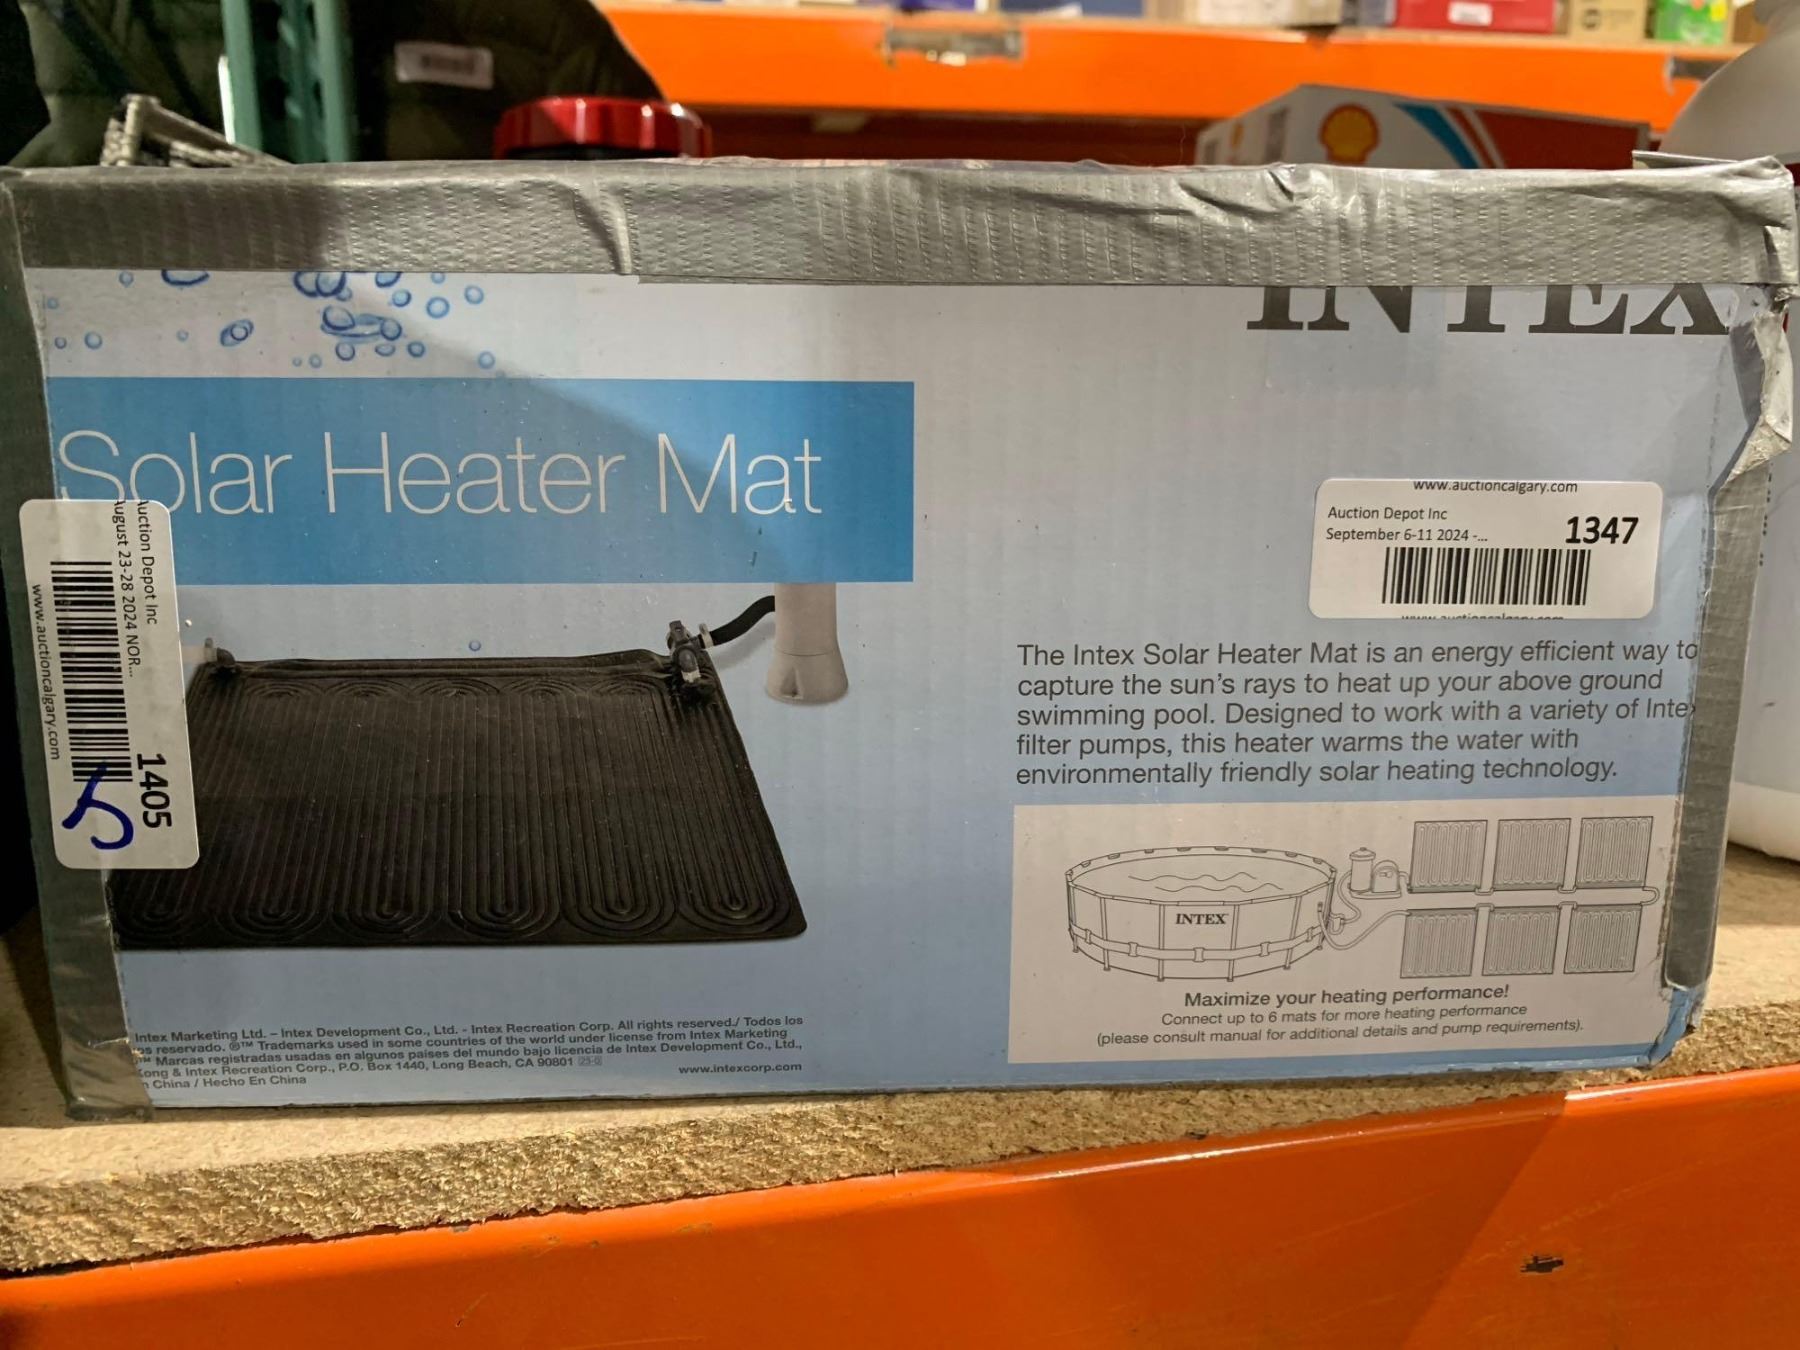 INTEX
Solar Heater Mat
Auction Depot Inc
August 23-28 2024 NOR...
1405
www.auctioncalgary.com
5
www.auctioncalgary.com
Auction Depot Inc
September 6-11 2024 -...
1347
The Intex Solar Heater Mat is an energy efficient way to
capture the sun's rays to heat up your above ground
swimming pool. Designed to work with a variety of Inte
filter pumps, this heater warms the water with
environmentally friendly solar heating technology.
INTEX
Maximize your heating performance!
Connect up to 6 mats for more heating performance
(please consult manual for additional details and pump requirements).
Intex Marketing Ltd. – Intex Development Co., Ltd. - Intex Recreation Corp. All rights reserved./ Todos los
os reservado. ®™ Trademarks used in some countries of the world under license from Intex Marketing
™ Marcas registradas usadas en algunos países del mundo bajo licencia de Intex Development Co., Ltd.,
Kong & Intex Recreation Corp., P.O. Box 1440, Long Beach, CA 90801
n China / Hecho En China
www.intexcorp.com